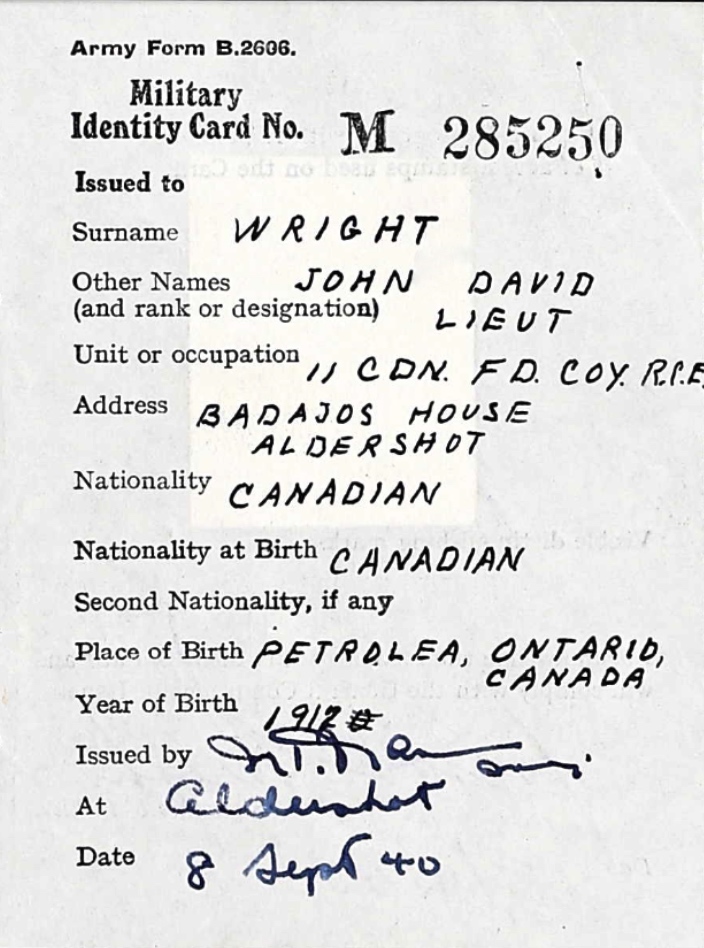 Army Form B.2606.
Military
Identity Card No. M 285250
Issued to
Surname WRIGHT
Other Names JOHN DAVID
(and rank or designation) LIEUT
Unit or occupation 11 CDN. FD. COY. R.C.E.
Address BADAJOS HOUSE
ALDERSHOT
Nationality CANADIAN
Nationality at Birth CANADIAN
Second Nationality, if any
Place of Birth PETROLEA, ONTARIO,
CANADA
Year of Birth 1912
Issued by
At Aldershot
Date 8 Sept 40